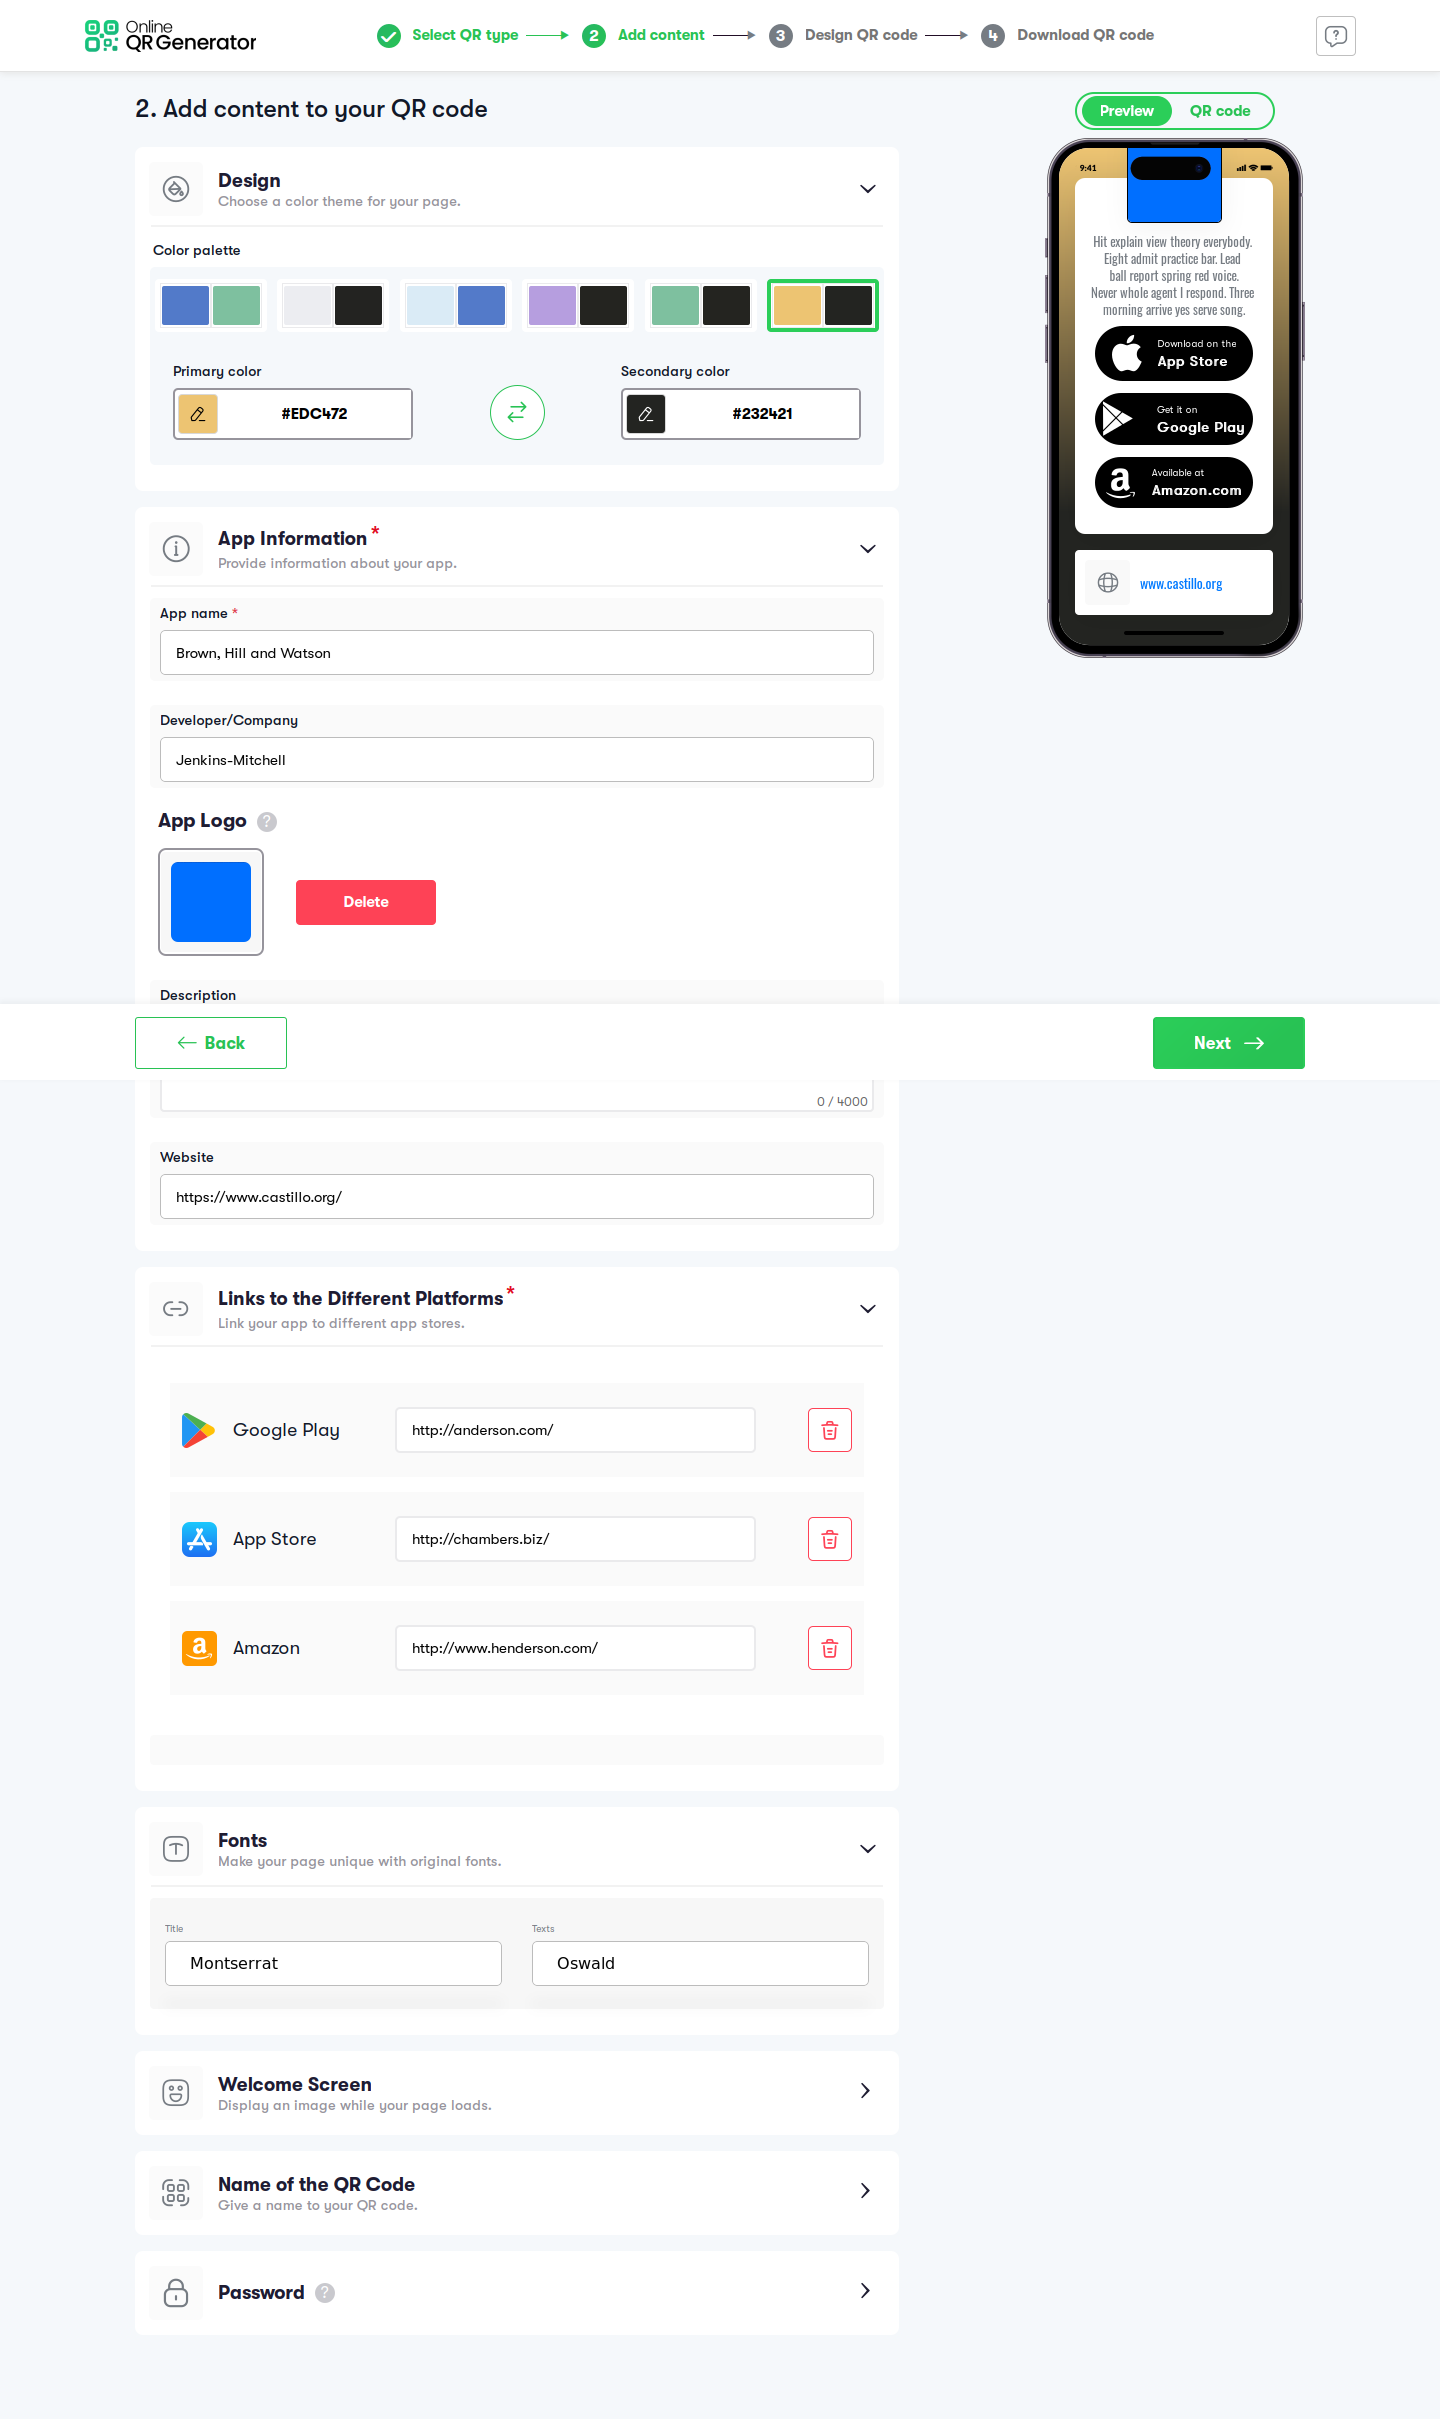 Online
QR Generator
Select QR type
2 Add content
3 Design QR code
4 Download QR code
2. Add content to your QR code
Preview
QR code
Design
Choose a color theme for your page.
Color palette
Primary color
#EDC472
Secondary color
#232421
9:41
Hit explain view theory everybody.
Eight admit practice bar. Lead
ball report spring red voice.
Never whole agent I respond. Three
morning arrive yes serve song.
Download on the
App Store
Get it on
Google Play
Available at
Amazon.com
www.castillo.org
App Information *
Provide information about your app.
App name *
Brown, Hill and Watson
Developer/Company
Jenkins-Mitchell
App Logo ?
Delete
Description
Back
Next
0 / 4000
Website
https://www.castillo.org/
Links to the Different Platforms *
Link your app to different app stores.
Google Play
http://anderson.com/
App Store
http://chambers.biz/
Amazon
http://www.henderson.com/
Fonts
Make your page unique with original fonts.
Title
Texts
Montserrat
Oswald
Welcome Screen
Display an image while your page loads.
Name of the QR Code
Give a name to your QR code.
Password ?